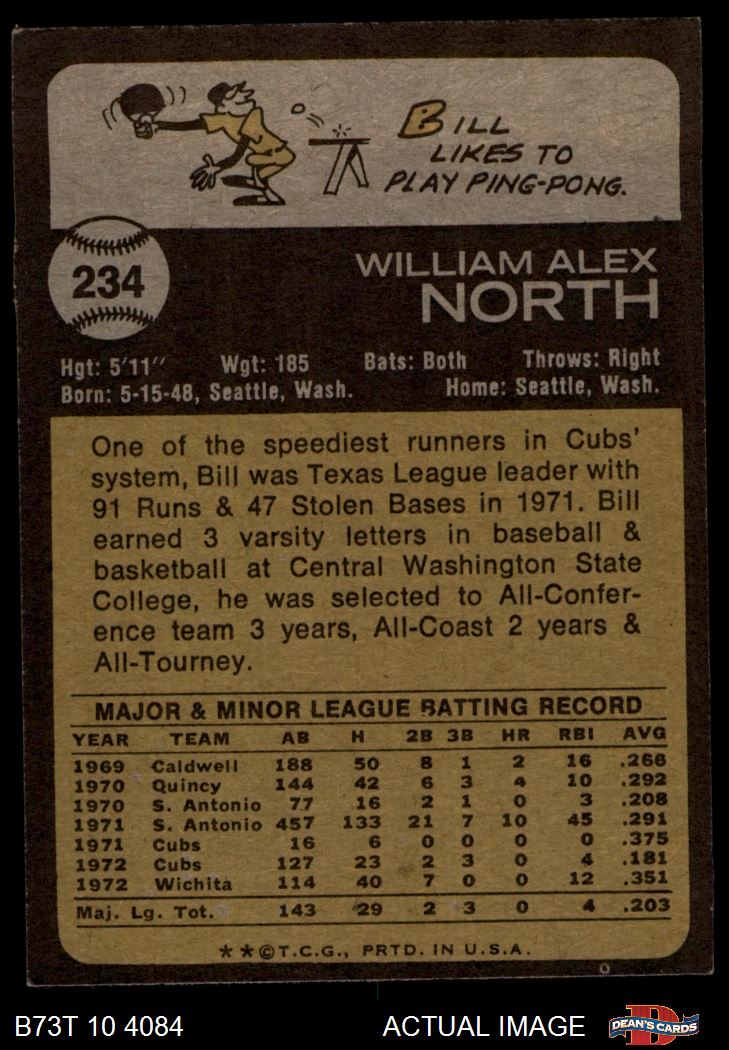 BILL
LIKES TO
PLAY PING-PONG.
234
WILLIAM ALEX
NORTH
Hgt: 5'11" Wgt: 185 Bats: Both Throws: Right
Born: 5-15-48, Seattle, Wash. Home: Seattle, Wash.
One of the speediest runners in Cubs'
system, Bill was Texas League leader with
91 Runs & 47 Stolen Bases in 1971. Bill
earned 3 varsity letters in baseball &
basketball at Central Washington State
College, he was selected to All-Confer-
ence team 3 years, All-Coast 2 years &
All-Tourney.
MAJOR & MINOR LEAGUE BATTING RECORD
YEAR TEAM AB H 2B 3B HR RBI AVG
1969 Caldwell 188 50 8 1 2 16 .266
1970 Quincy 144 42 6 3 4 10 .292
1970 S. Antonio 77 16 2 1 0 3 .208
1971 S. Antonio 457 133 21 7 10 45 .291
1971 Cubs 16 6 0 0 0 0 .375
1972 Cubs 127 23 2 3 0 4 .181
1972 Wichita 114 40 7 0 0 12 .351
Maj. Lg. Tot. 143 29 2 3 0 4 .203
* * © T.C.G., PRTD. IN U.S.A.
B73T 10 4084 ACTUAL IMAGE DEAN'S CARDS